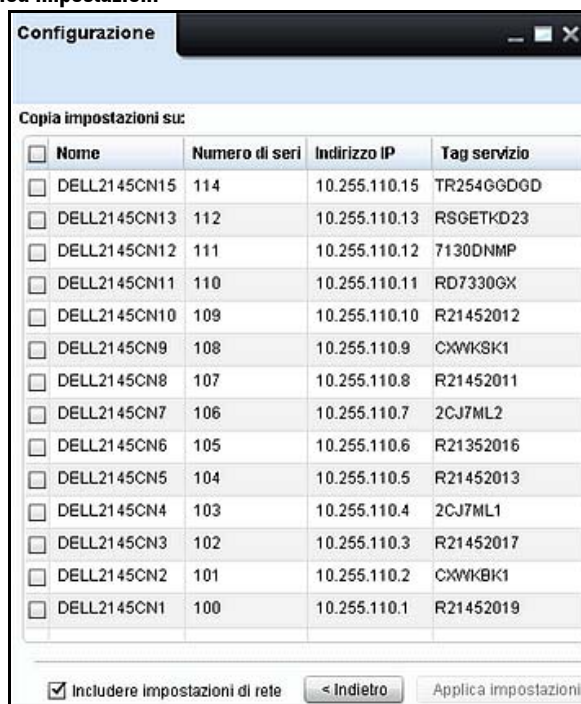 Configurazione
Copia impostazioni su:
Nome Numero di seri Indirizzo IP Tag servizio
DELL2145CN15 114 10.255.110.15 TR254GGDGD
DELL2145CN13 112 10.255.110.13 RSGETKD23
DELL2145CN12 111 10.255.110.12 7130DNMP
DELL2145CN11 110 10.255.110.11 RD7330GX
DELL2145CN10 109 10.255.110.10 R21452012
DELL2145CN9 108 10.255.110.9 CXWKSK1
DELL2145CN8 107 10.255.110.8 R21452011
DELL2145CN7 106 10.255.110.7 2CJ7ML2
DELL2145CN6 105 10.255.110.6 R21352016
DELL2145CN5 104 10.255.110.5 R21452013
DELL2145CN4 103 10.255.110.4 2CJ7ML1
DELL2145CN3 102 10.255.110.3 R21452017
DELL2145CN2 101 10.255.110.2 CXWKBK1
DELL2145CN1 100 10.255.110.1 R21452019
Includere impostazioni di rete < Indietro Applica impostazioni